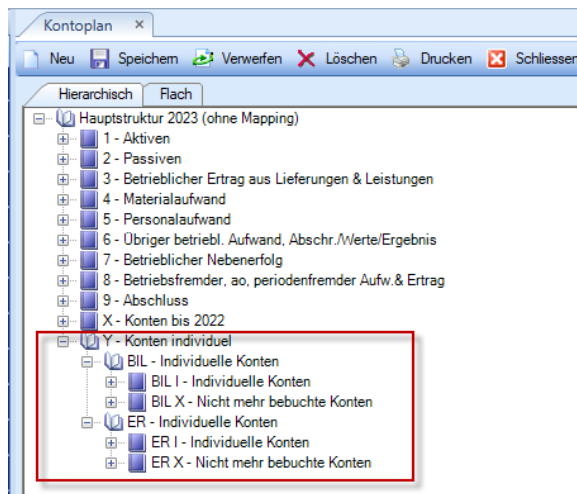 Kontoplan ×
Neu Speichern Verwerfen Löschen Drucken Schliessen
Hierarchisch Flach
Hauptstruktur 2023 (ohne Mapping)
1 - Aktiven
2 - Passiven
3 - Betrieblicher Ertrag aus Lieferungen & Leistungen
4 - Materialaufwand
5 - Personalaufwand
6 - Übriger betriebl. Aufwand, Abschr./Werte/Ergebnis
7 - Betrieblicher Nebenerfolg
8 - Betriebsfremder, ao, periodenfremder Aufw.& Ertrag
9 - Abschluss
X - Konten bis 2022
Y - Konten individuel
BIL - Individuelle Konten
BIL I - Individuelle Konten
BIL X - Nicht mehr bebuchte Konten
ER - Individuelle Konten
ER I - Individuelle Konten
ER X - Nicht mehr bebuchte Konten